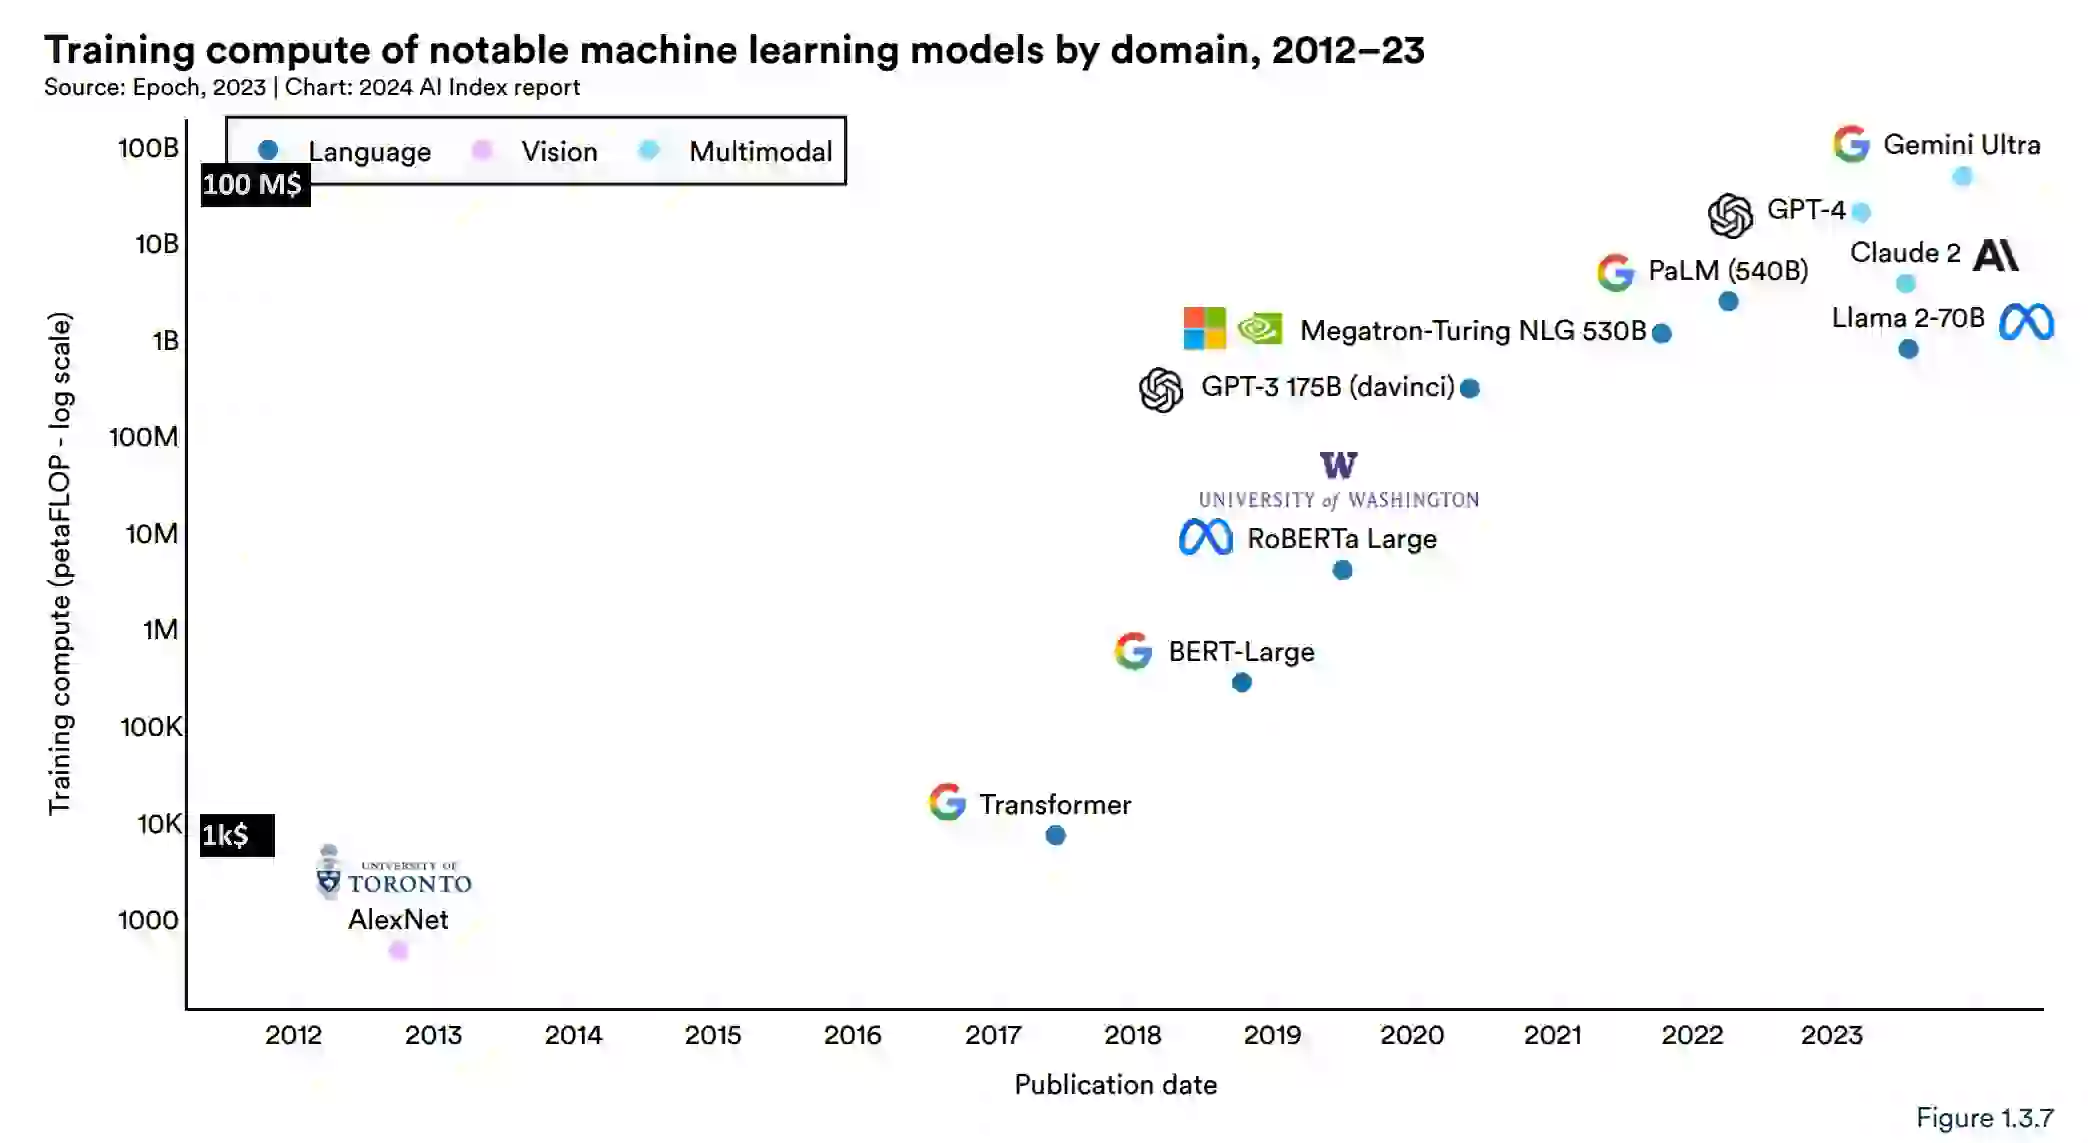 Training compute of notable machine learning models by domain, 2012–23
Source: Epoch, 2023 | Chart: 2024 AI Index report
Language Vision Multimodal
Training compute (petaFLOP - log scale)
100B
100 M$
10B
1B
100M
10M
1M
100K
10K
1k$
1000
Gemini Ultra
GPT-4
Claude 2 A\
PaLM (540B)
Llama 2-70B
Megatron-Turing NLG 530B
GPT-3 175B (davinci)
W
UNIVERSITY of WASHINGTON
RoBERTa Large
BERT-Large
Transformer
UNIVERSITY OF
TORONTO
AlexNet
2012 2013 2014 2015 2016 2017 2018 2019 2020 2021 2022 2023
Publication date
Figure 1.3.7